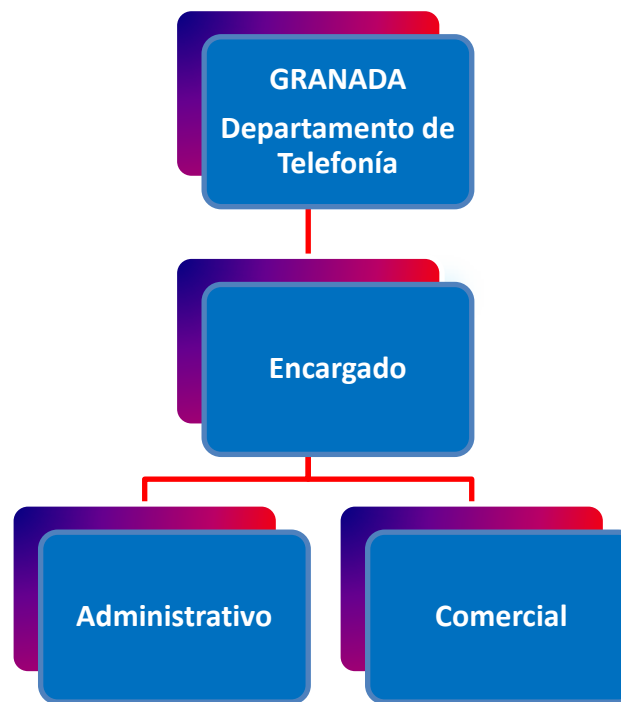 GRANADA
Departamento de
Telefonía
Encargado
Administrativo
Comercial